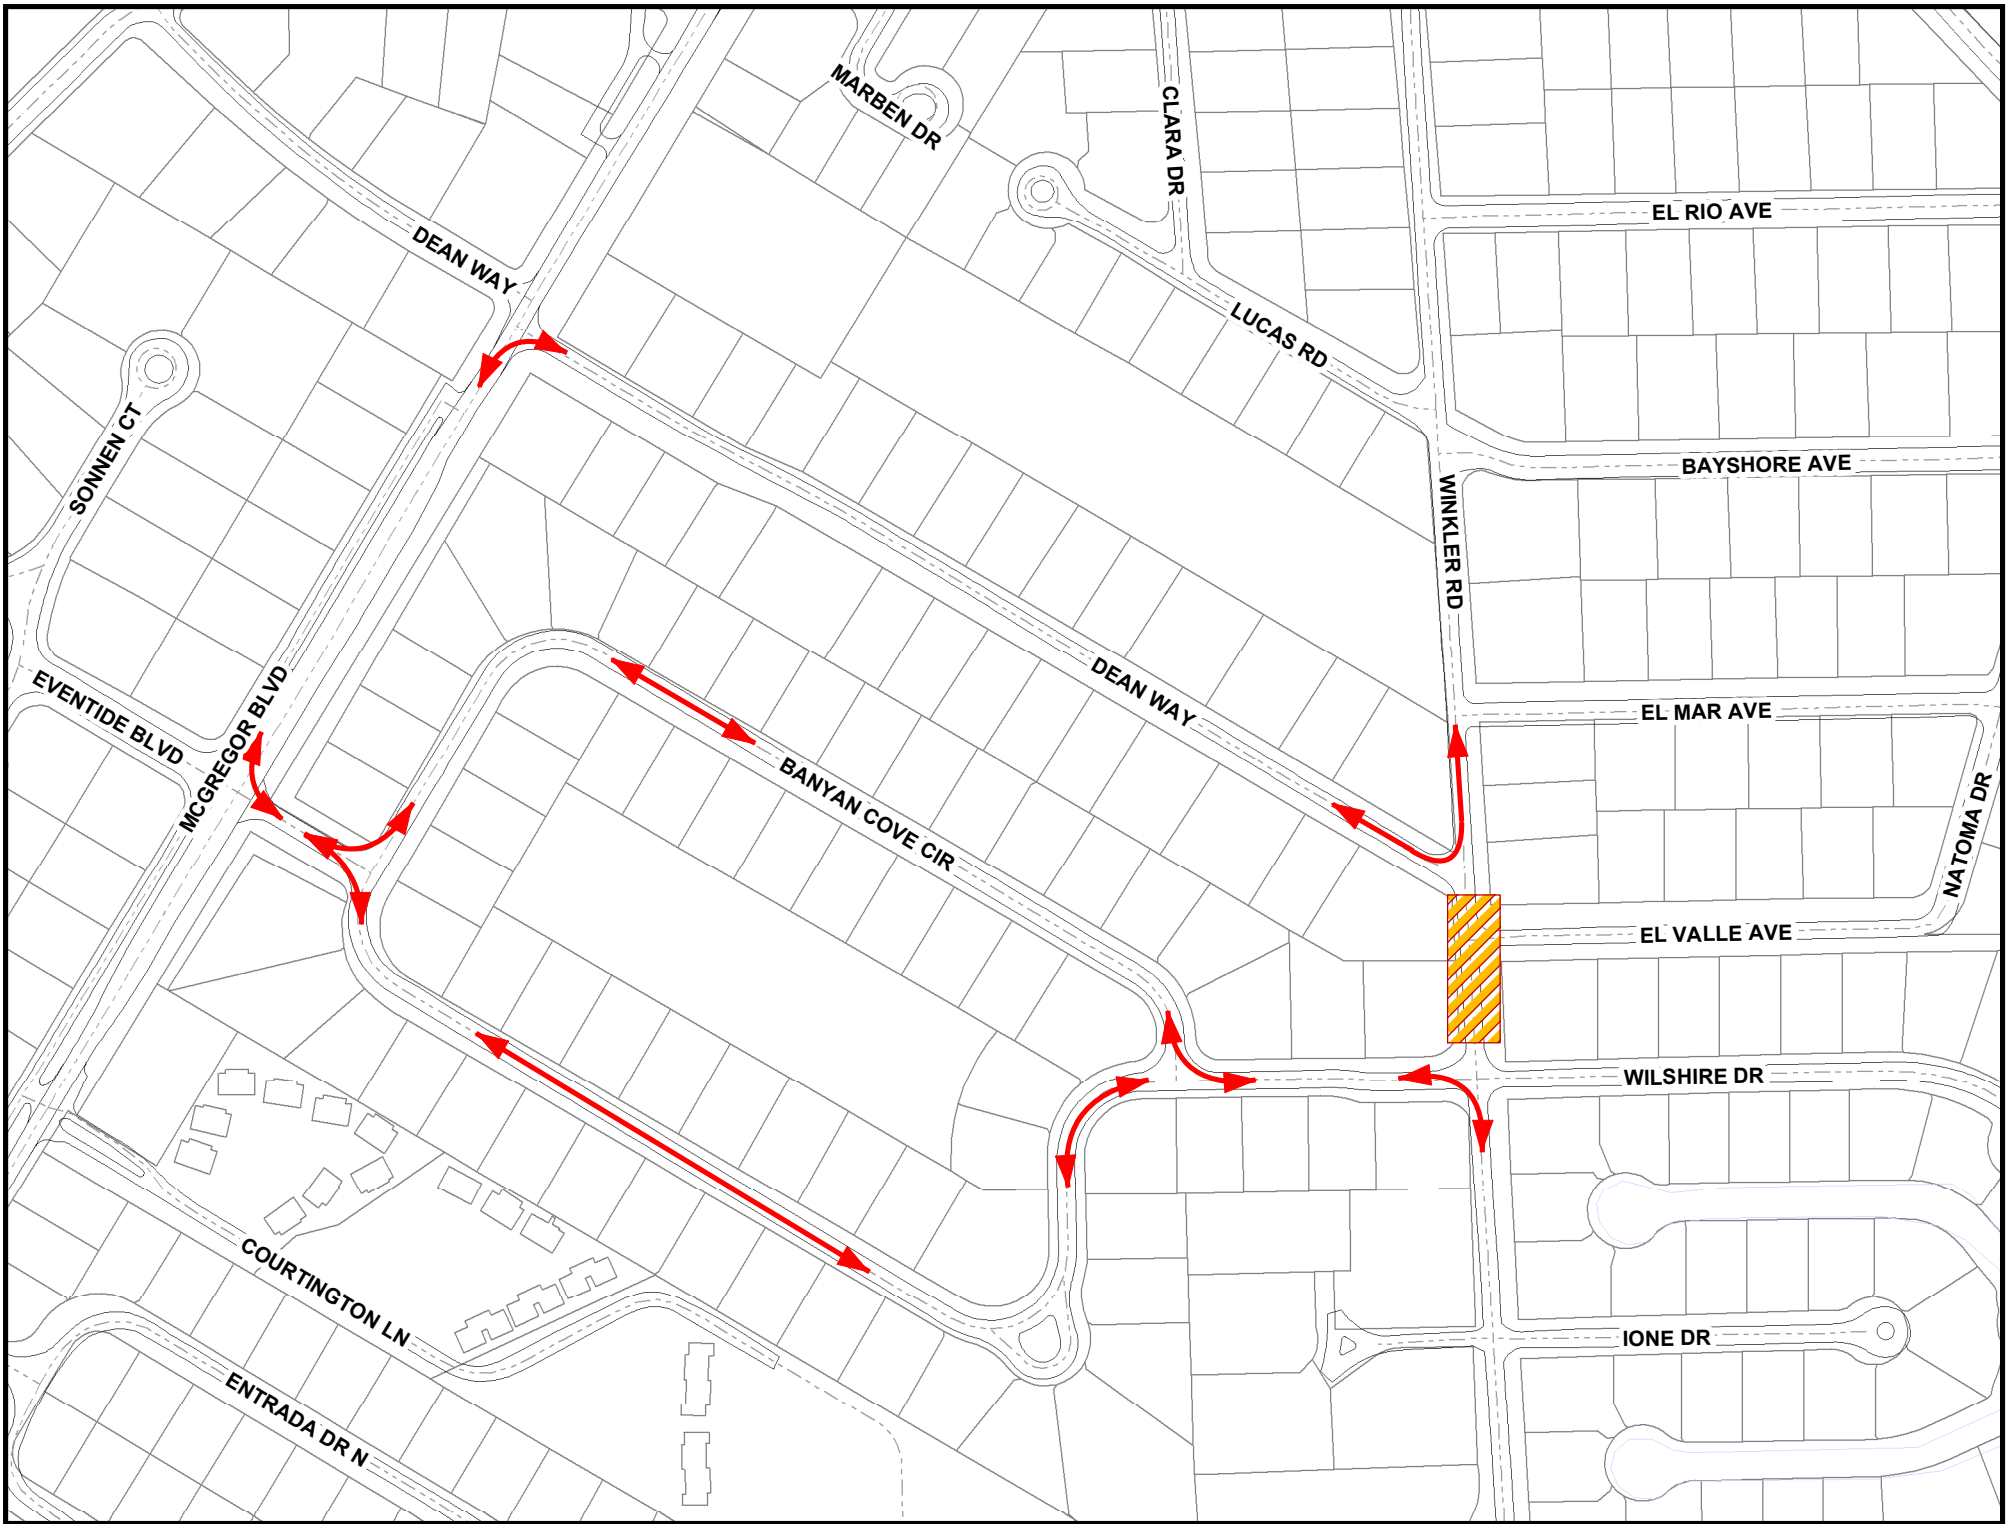 MARBEN DR
CLARA DR
EL RIO AVE
DEAN WAY
LUCAS RD
SONNEN CT
BAYSHORE AVE
WINKLER RD
EVENTIDE BLVD
MCGREGOR BLVD
DEAN WAY
EL MAR AVE
BANYAN COVE CIR
NATOMA DR
EL VALLE AVE
WILSHIRE DR
COURTINGTON LN
IONE DR
ENTRADA DR N